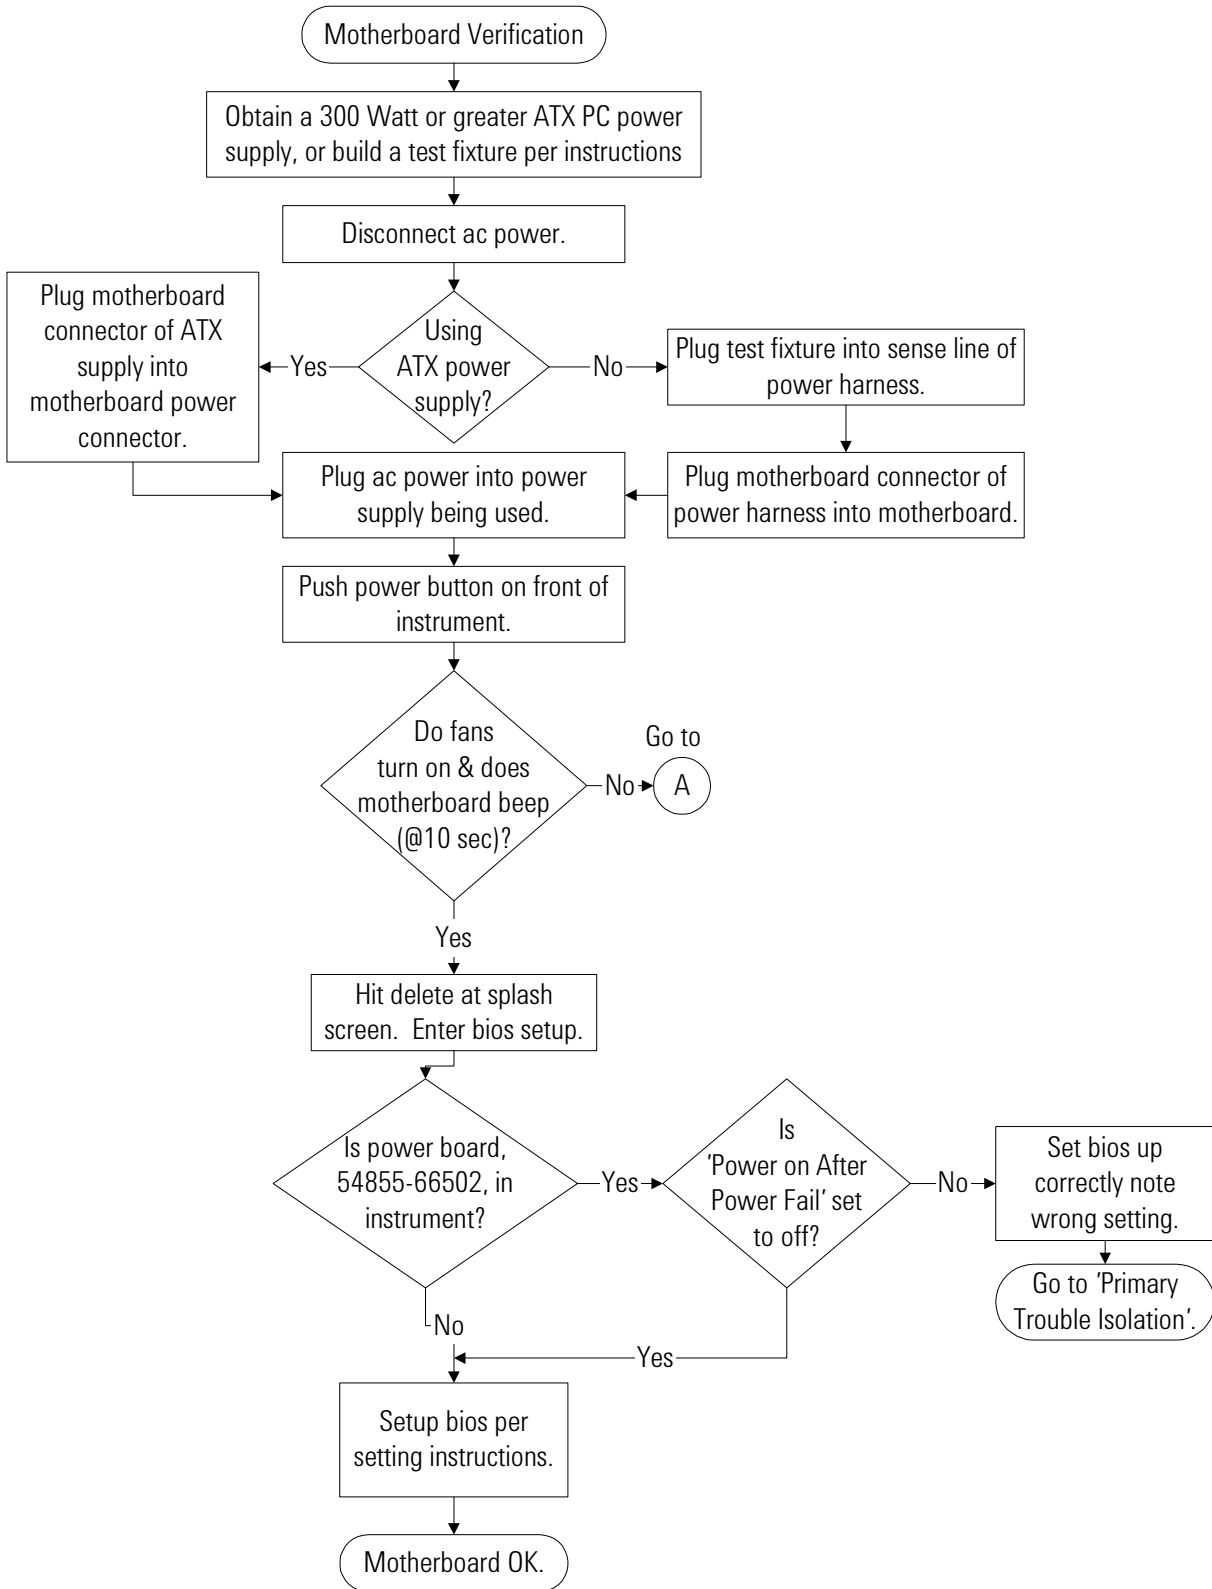 Motherboard Verification
Obtain a 300 Watt or greater ATX PC power
supply, or build a test fixture per instructions
Disconnect ac power.
Plug motherboard
connector of ATX
supply into
motherboard power
connector.
Yes
Using
ATX power
supply?
No
Plug test fixture into sense line of
power harness.
Plug ac power into power
supply being used.
Plug motherboard connector of
power harness into motherboard.
Push power button on front of
instrument.
Do fans
turn on & does
motherboard beep
(@10 sec)?
No
Go to
A
Yes
Hit delete at splash
screen.  Enter bios setup.
Is power board,
54855-66502, in
instrument?
Yes
Is
'Power on After
Power Fail' set
to off?
No
Set bios up
correctly note
wrong setting.
Go to 'Primary
Trouble Isolation'.
No
Yes
Setup bios per
setting instructions.
Motherboard OK.